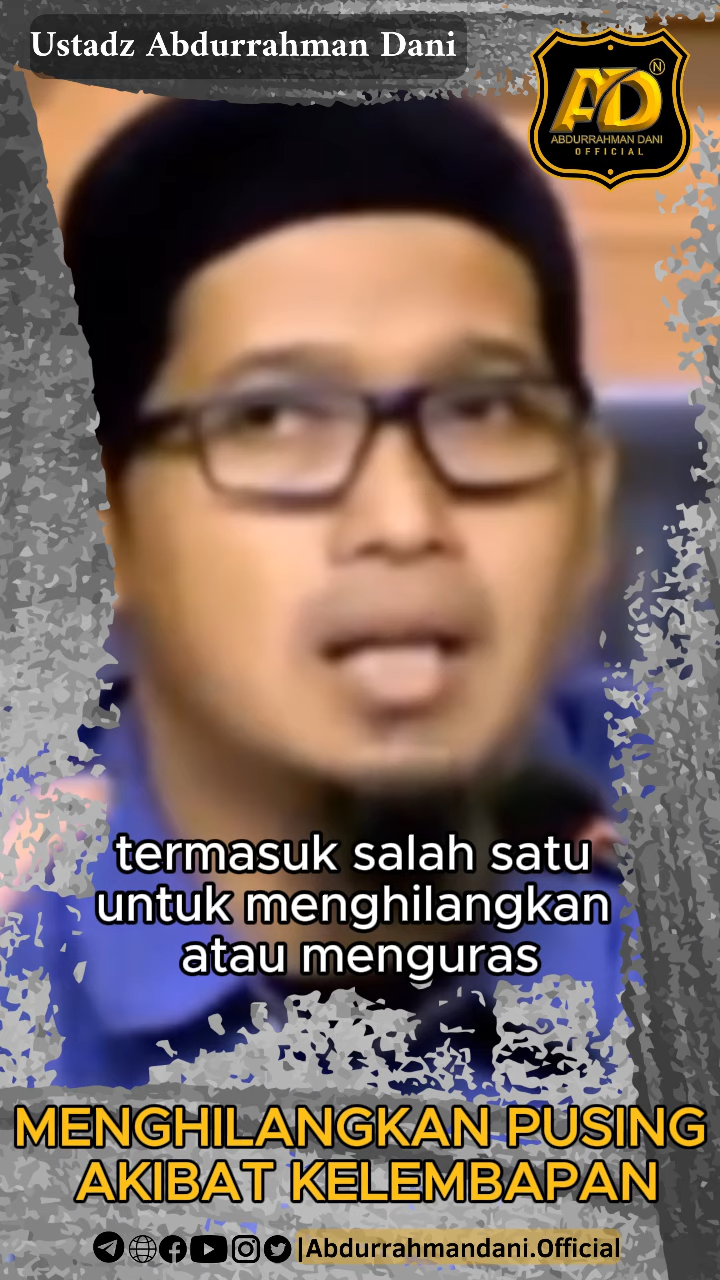 Ustadz Abdurrahman Dani
AD
N
ABDURRAHMAN DANI
OFFICIAL
termasuk salah satu
untuk menghilangkan
atau menguras
MENGHILANGKAN PUSING
AKIBAT KELEMBAPAN
|Abdurrahmandani.Official